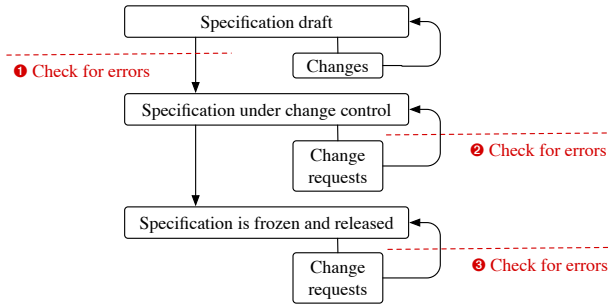 Specification draft
Changes
❶ Check for errors
Specification under change control
Change
requests
❷ Check for errors
Specification is frozen and released
Change
requests
❸ Check for errors